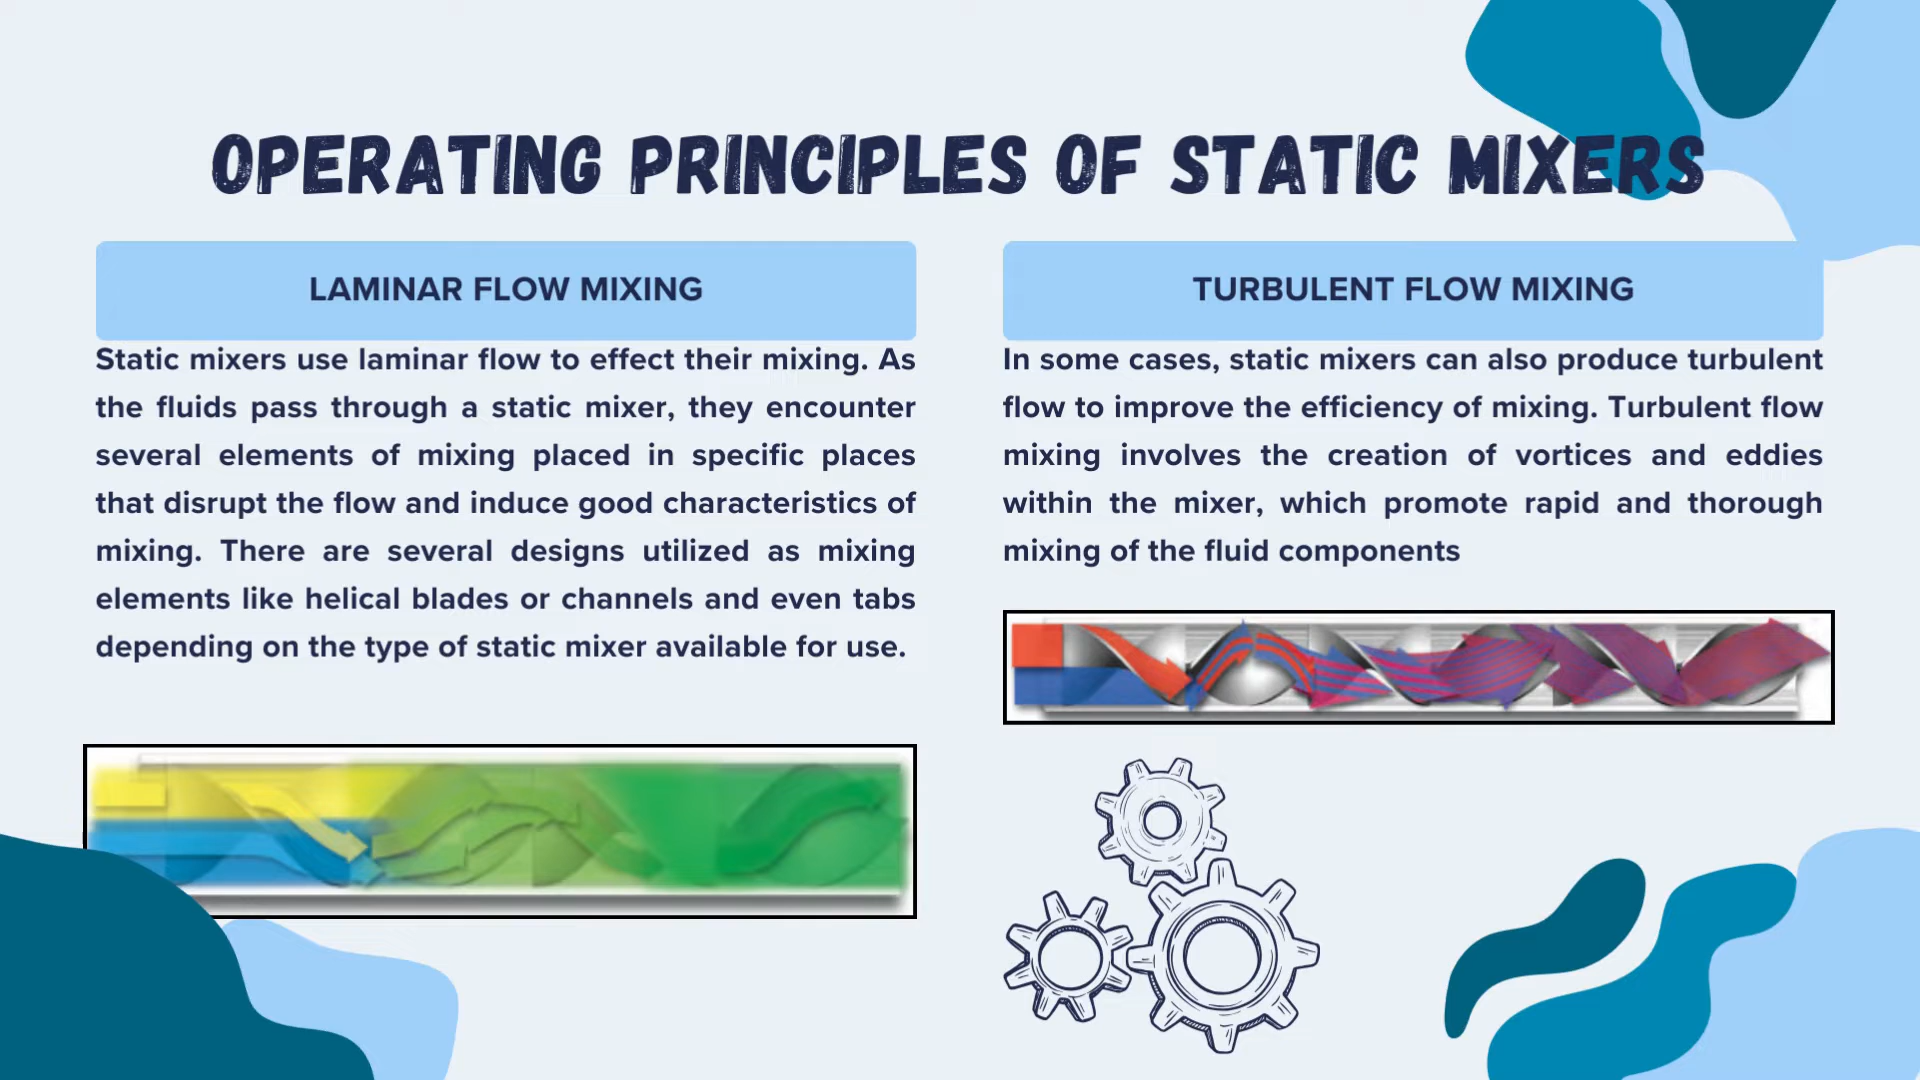 OPERATING PRINCIPLES OF STATIC MIXERS
LAMINAR FLOW MIXING
Static mixers use laminar flow to effect their mixing. As
the fluids pass through a static mixer, they encounter
several elements of mixing placed in specific places
that disrupt the flow and induce good characteristics of
mixing. There are several designs utilized as mixing
elements like helical blades or channels and even tabs
depending on the type of static mixer available for use.
TURBULENT FLOW MIXING
In some cases, static mixers can also produce turbulent
flow to improve the efficiency of mixing. Turbulent flow
mixing involves the creation of vortices and eddies
within the mixer, which promote rapid and thorough
mixing of the fluid components